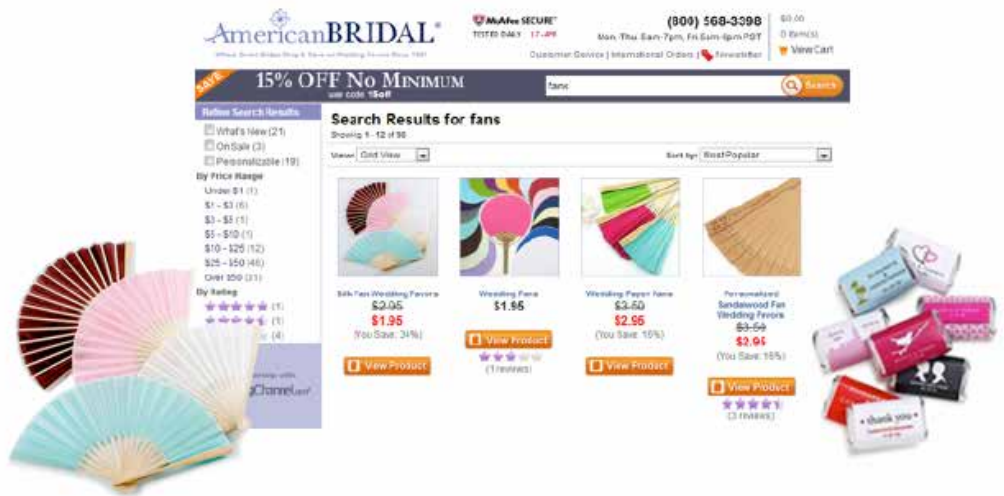 AmericanBRIDAL®
McAfee SECURE™
TESTED DAILY 17-APR
(800) 568-3398
Mon-Thu 8am-7pm, Fri 8am-6pm PST
Customer Service | International Orders | Newsletter
$0.00
0 Item(s)
View Cart
SAVE
15% OFF NO MINIMUM
use code 15off
fans
Search
Refine Search Results
What's New (21)
On Sale (3)
Personalizable (19)
By Price Range
Under $1 (1)
$1 - $3 (6)
$3 - $5 (1)
$5 - $10 (1)
$10 - $25 (12)
$25 - $50 (46)
Over $50 (31)
By Rating
(1)
(1)
(4)
Search Results for fans
Showing 1 - 12 of 98
View: Grid View
Sort by: Most Popular
Silk Fan Wedding Favors
$2.95
$1.95
(You Save: 34%)
View Product
Wedding Fans
$1.95
View Product
(1 reviews)
Wedding Paper Fans
$3.50
$2.95
(You Save: 16%)
View Product
Personalized
Sandalwood Fan
Wedding Favors
$3.50
$2.95
(You Save: 16%)
View Product
(3 reviews)
thank you